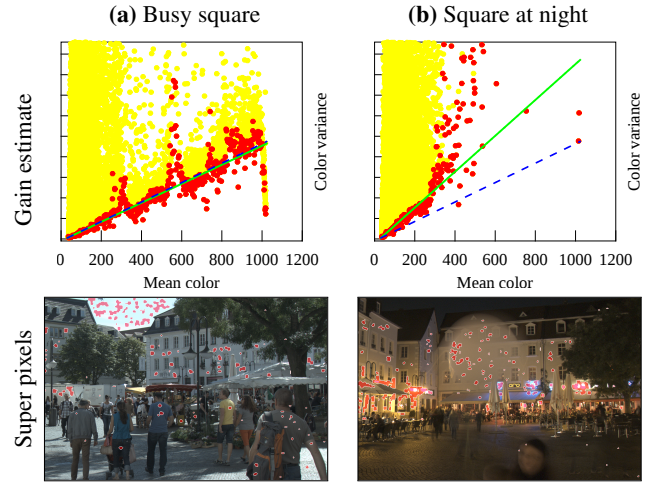 (a) Busy square
(b) Square at night
Gain estimate
Color variance
Color variance
0 200 400 600 800 1000 1200
0 200 400 600 800 1000 1200
Mean color
Mean color
Super pixels